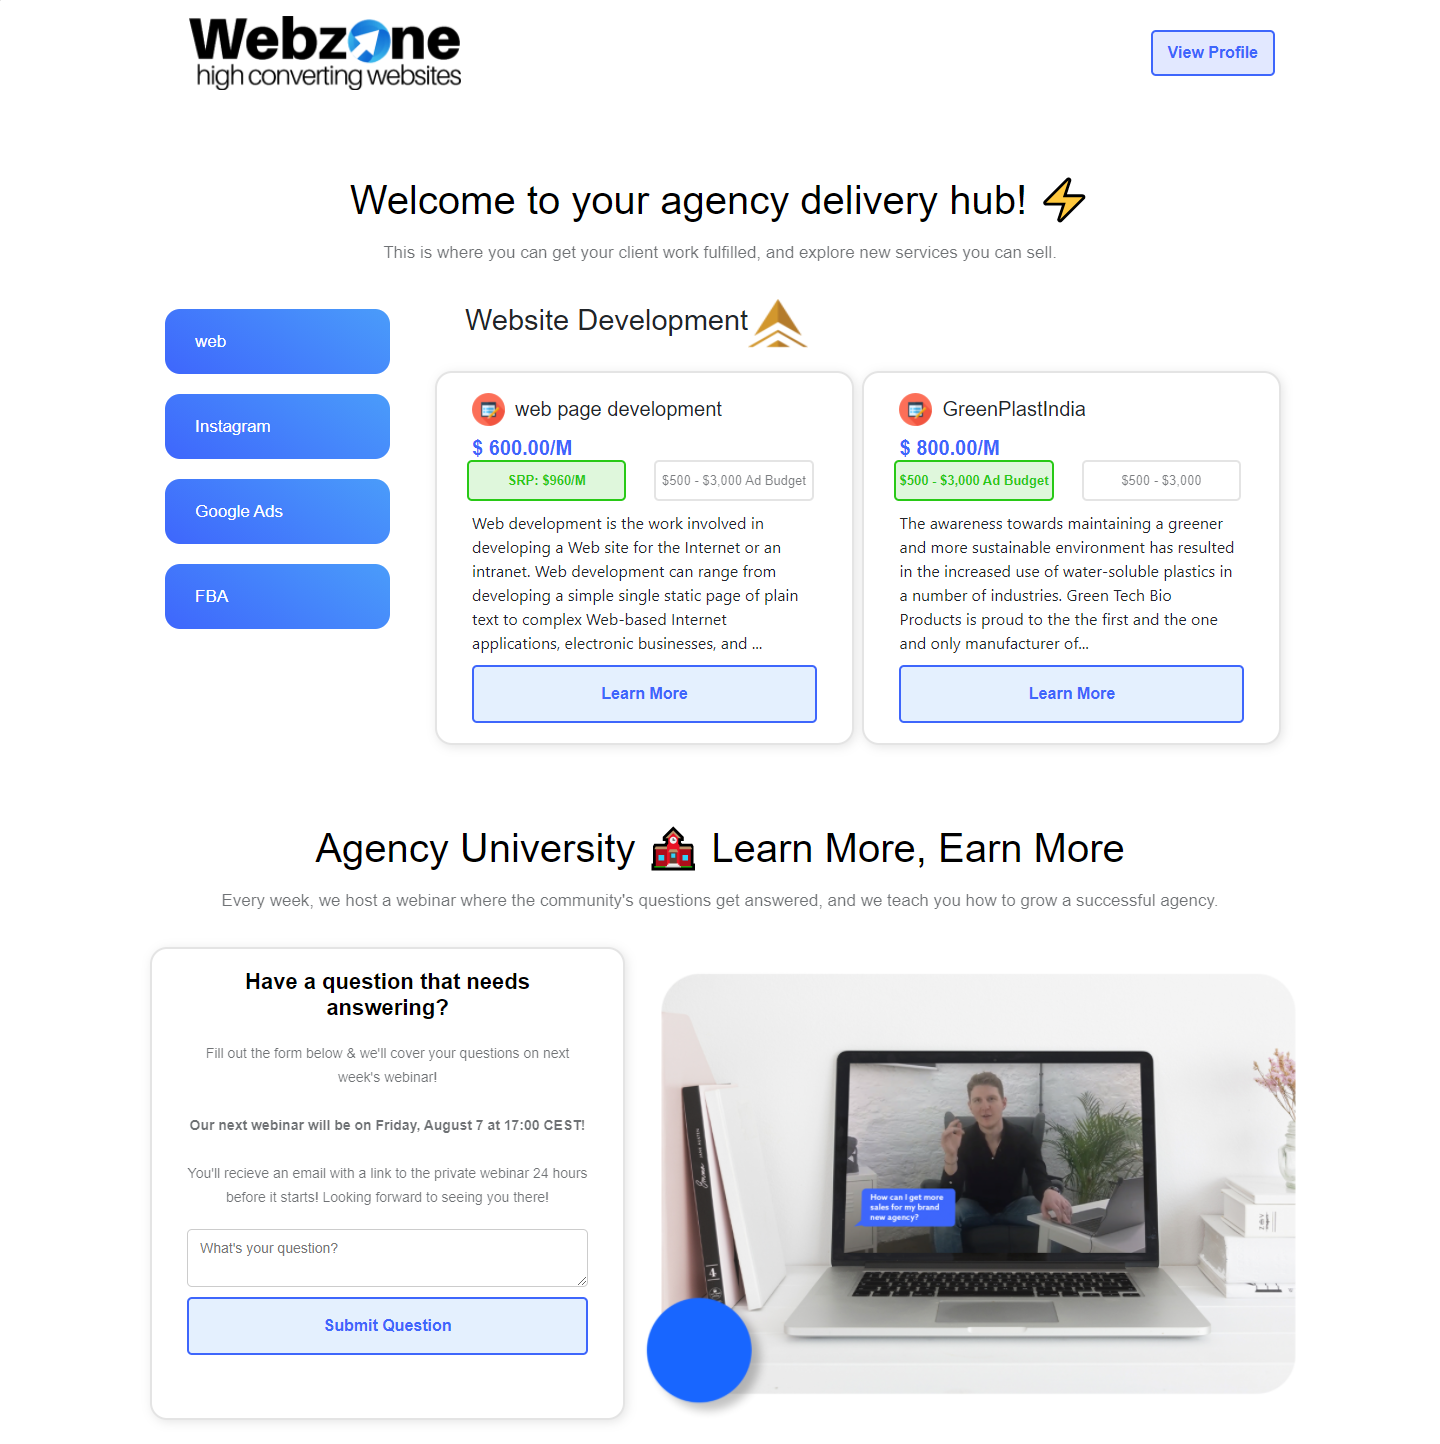 Webzone
high converting websites
View Profile
Welcome to your agency delivery hub! ⚡
This is where you can get your client work fulfilled, and explore new services you can sell.
web
Instagram
Google Ads
FBA
Website Development
web page development
$ 600.00/M
SRP: $960/M
$500 - $3,000 Ad Budget
Web development is the work involved in
developing a Web site for the Internet or an
intranet. Web development can range from
developing a simple single static page of plain
text to complex Web-based Internet
applications, electronic businesses, and ...
Learn More
GreenPlastIndia
$ 800.00/M
$500 - $3,000 Ad Budget
$500 - $3,000
The awareness towards maintaining a greener
and more sustainable environment has resulted
in the increased use of water-soluble plastics in
a number of industries. Green Tech Bio
Products is proud to the the first and the one
and only manufacturer of...
Learn More
Agency University 🏫 Learn More, Earn More
Every week, we host a webinar where the community's questions get answered, and we teach you how to grow a successful agency.
Have a question that needs
answering?
Fill out the form below & we'll cover your questions on next
week's webinar!
Our next webinar will be on Friday, August 7 at 17:00 CEST!
You'll recieve an email with a link to the private webinar 24 hours
before it starts! Looking forward to seeing you there!
What's your question?
Submit Question
How can I get more
sales for my brand
new agency?
4